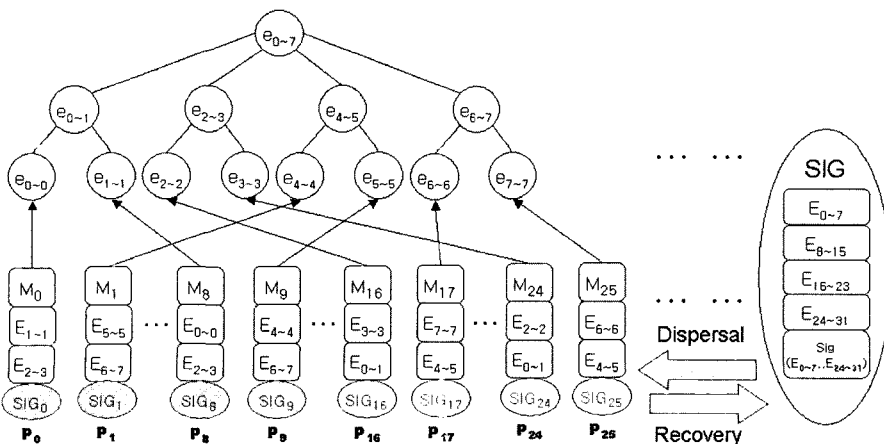 e0~7
e0~1 e2~3 e4~5 e6~7
e0~0 e1~1 e2~2 e3~3 e4~4 e5~5 e6~6 e7~7 ... ...
SIG
E0~7
E8~15
E16~23
E24~31
Sig
(E0~7..E24~31)
M0 M1 M8 M9 M16 M17 M24 M25 ... ...
E1~1 E5~5 ... E0~0 E4~4 ... E3~3 E7~7 ... E2~2 E6~6
E2~3 E6~7 E2~3 E6~7 E0~1 E4~5 E0~1 E4~5
SIG0 SIG1 SIG8 SIG9 SIG16 SIG17 SIG24 SIG25
P0 P1 P8 P9 P16 P17 P24 P25
Dispersal
Recovery